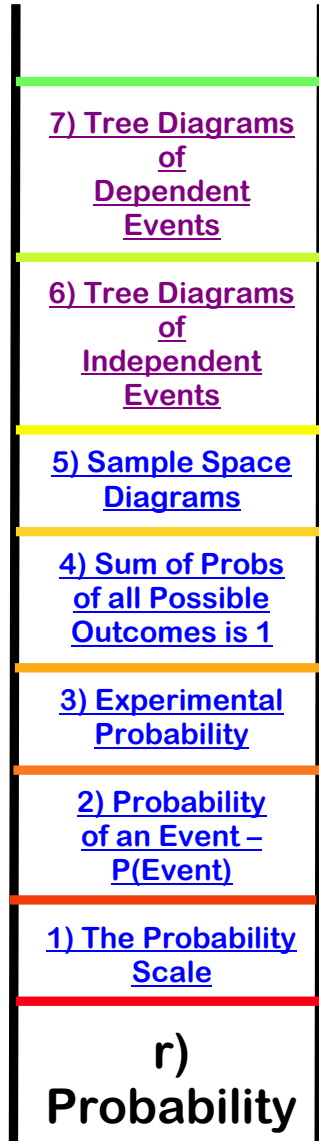 7) Tree Diagrams
of
Dependent
Events
6) Tree Diagrams
of
Independent
Events
5) Sample Space
Diagrams
4) Sum of Probs
of all Possible
Outcomes is 1
3) Experimental
Probability
2) Probability
of an Event –
P(Event)
1) The Probability
Scale
r)
Probability